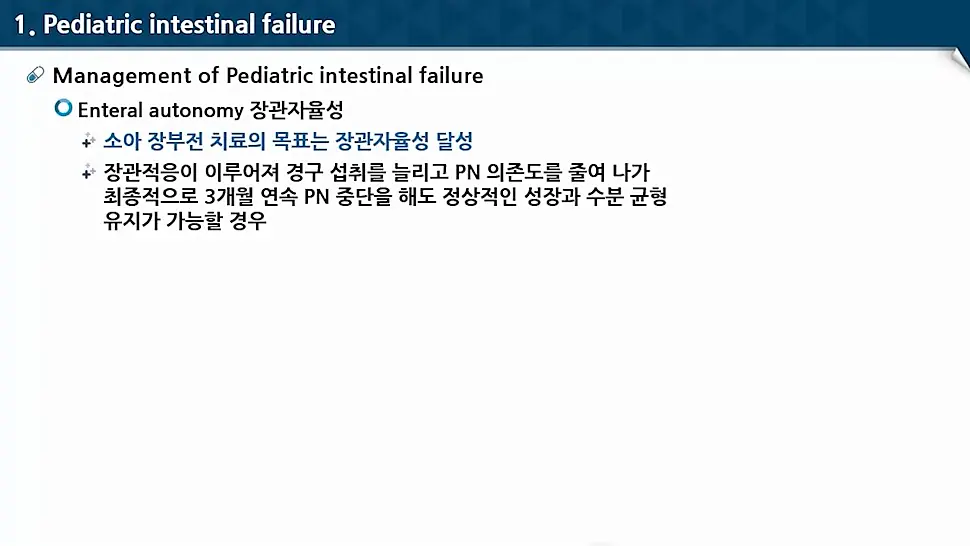 1. Pediatric intestinal failure
Management of Pediatric intestinal failure
Enteral autonomy 장관자율성
소아 장부전 치료의 목표는 장관자율성 달성
장관적응이 이루어져 경구 섭취를 늘리고 PN 의존도를 줄여 나가
최종적으로 3개월 연속 PN 중단을 해도 정상적인 성장과 수분 균형
유지가 가능할 경우